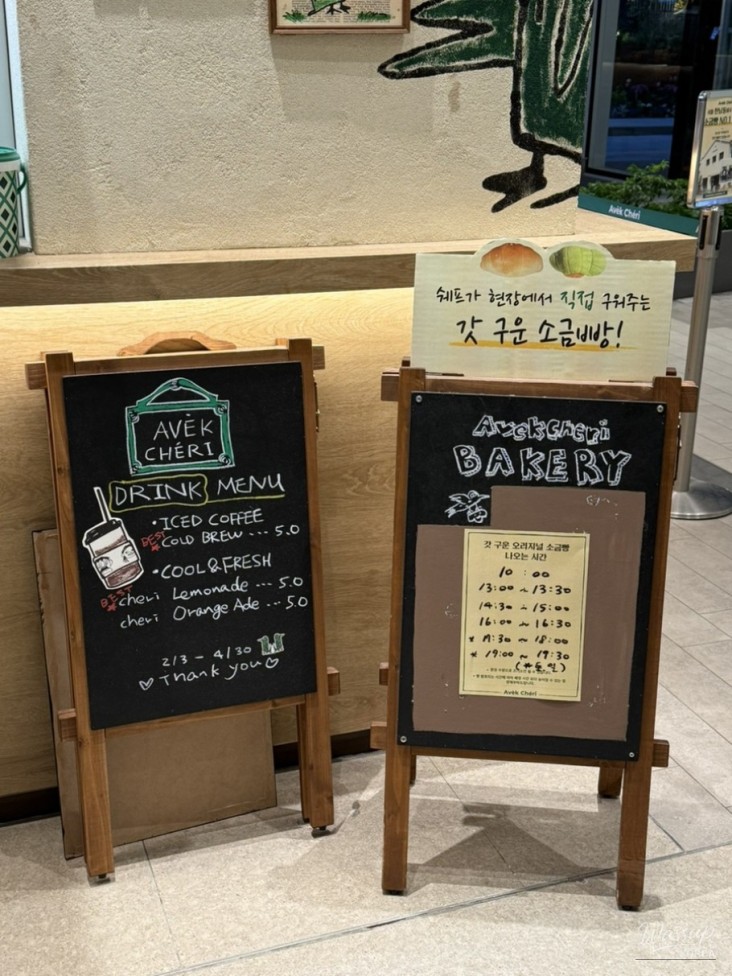 AVĒK
CHÉRI
DRINK MENU
• ICED COFFEE
BEST
COLD BREW --- 5.0
• COOL&FRESH
BEST
cheri Lemonade --- 5.0
cheri Orange Ade --- 5.0
2/3 - 4/30
♡ Thank you ♡
쉐프가 현장에서 직접 구워주는
갓 구운 소금빵!
Avekcheri
BAKERY
갓 구운 오리지널 소금빵
나오는 시간
10 : 00
13:00 ~ 13:30
14:30 ~ 15:00
16:00 ~ 16:30
* 17:30 ~ 18:00
* 19:00 ~ 19:30
Avek Chéri
Avēk Chéri